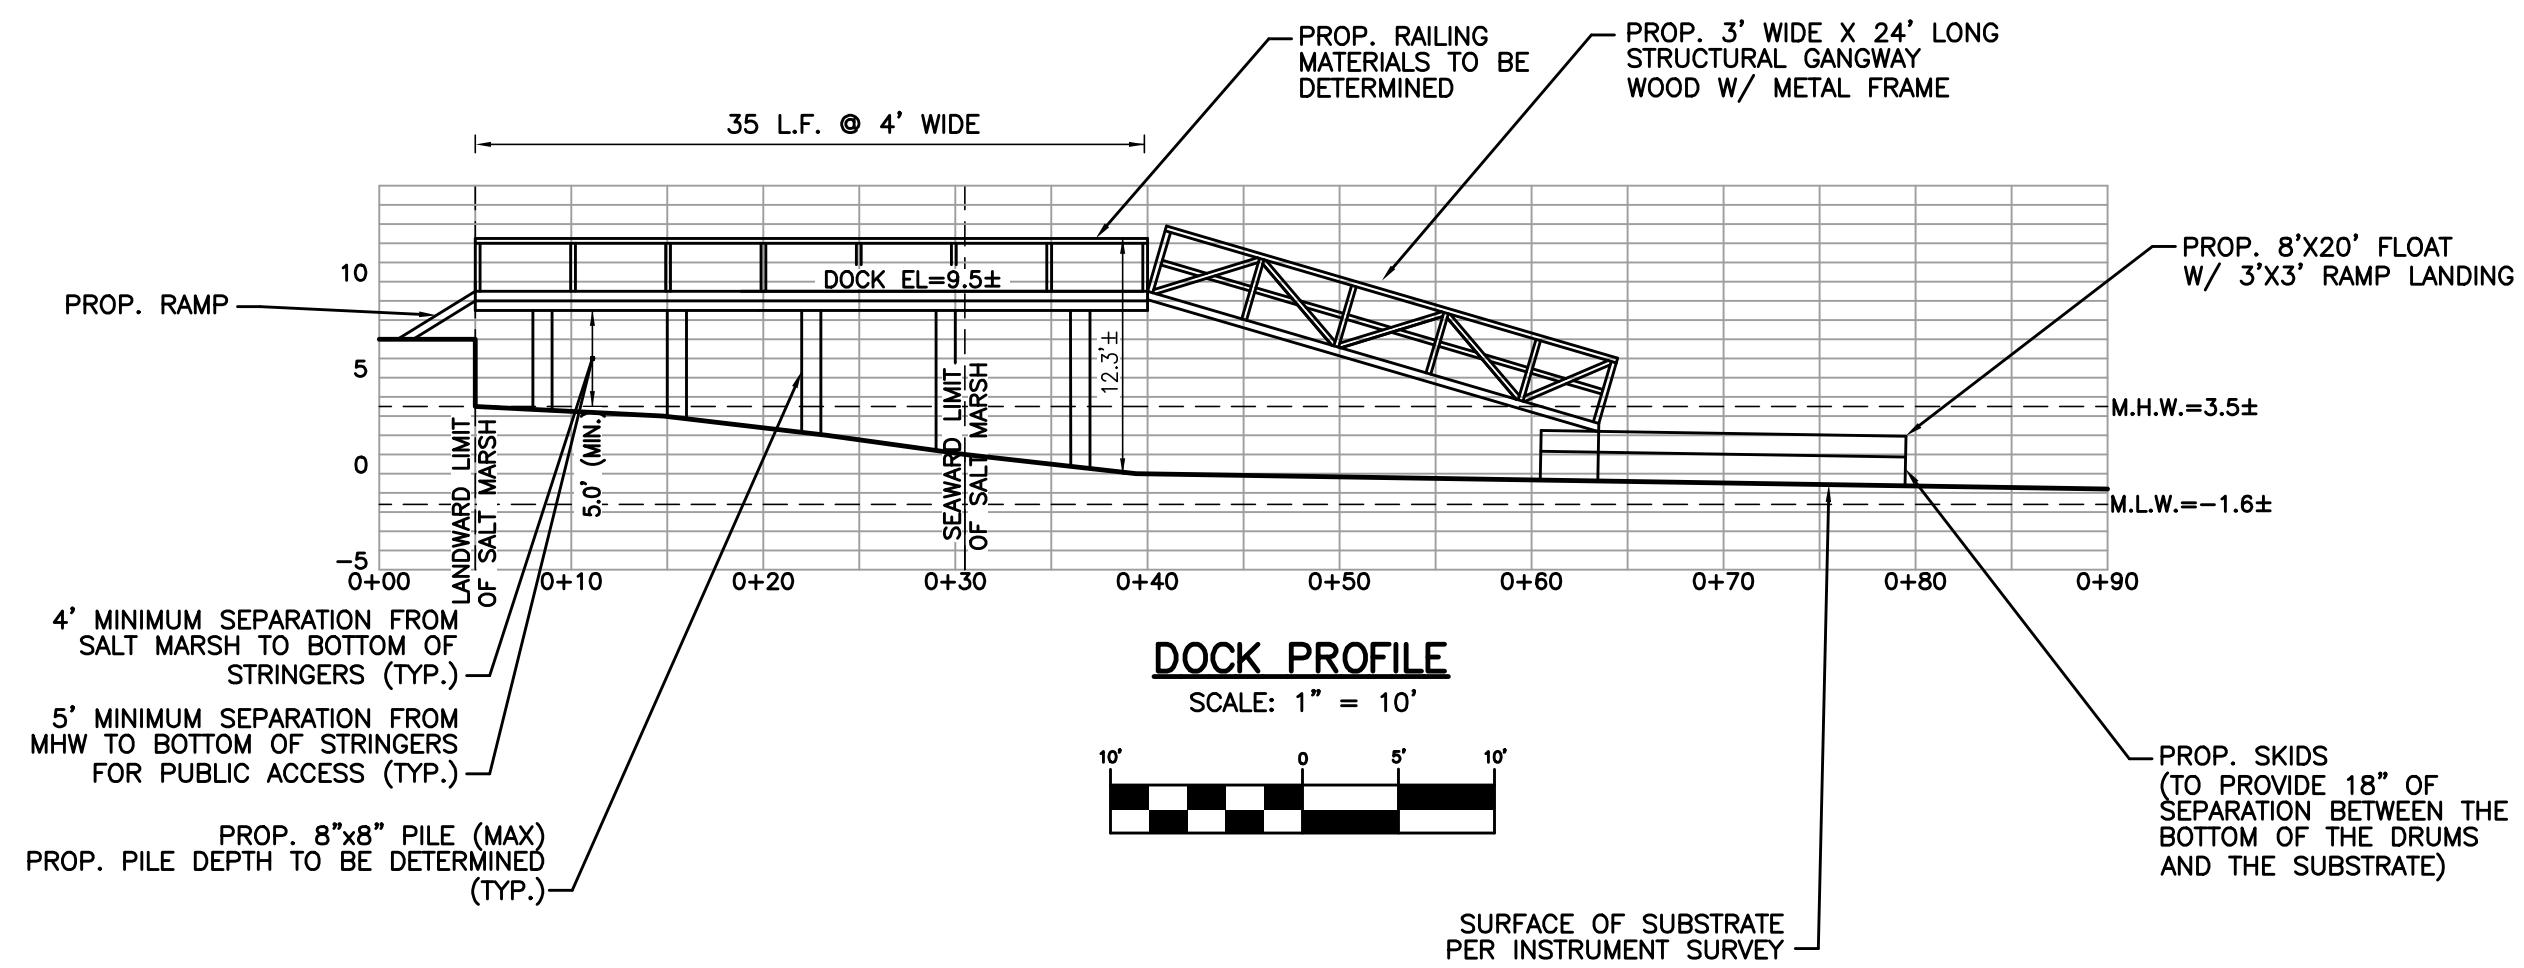 PROP. RAILING
MATERIALS TO BE
DETERMINED
PROP. 3' WIDE X 24' LONG
STRUCTURAL GANGWAY
WOOD W/ METAL FRAME
35 L.F. @ 4' WIDE
PROP. 8'X20' FLOAT
W/ 3'X3' RAMP LANDING
PROP. RAMP
10
5
0
-5
DOCK EL=9.5±
12.3'±
5.0' (MIN.)
LANDWARD LIMIT
OF SALT MARSH
SEAWARD LIMIT
OF SALT MARSH
M.H.W.=3.5±
M.L.W.=-1.6±
0+00 0+10 0+20 0+30 0+40 0+50 0+60 0+70 0+80 0+90
4' MINIMUM SEPARATION FROM
SALT MARSH TO BOTTOM OF
STRINGERS (TYP.)
5' MINIMUM SEPARATION FROM
MHW TO BOTTOM OF STRINGERS
FOR PUBLIC ACCESS (TYP.)
PROP. 8"x8" PILE (MAX)
PROP. PILE DEPTH TO BE DETERMINED
(TYP.)
DOCK PROFILE
SCALE: 1" = 10'
10' 0 5' 10'
PROP. SKIDS
(TO PROVIDE 18" OF
SEPARATION BETWEEN THE
BOTTOM OF THE DRUMS
AND THE SUBSTRATE)
SURFACE OF SUBSTRATE
PER INSTRUMENT SURVEY